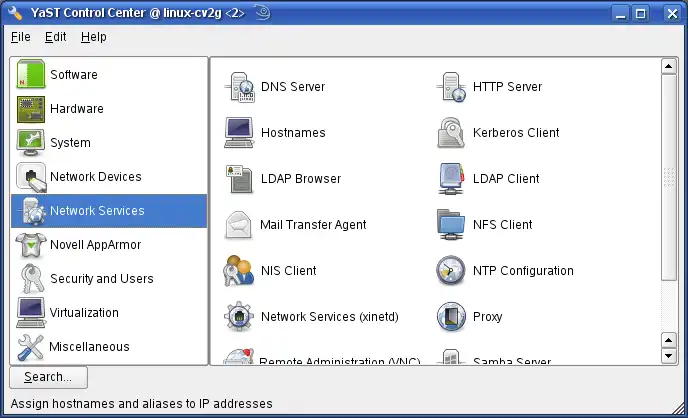 YaST Control Center @ linux-cv2g <2>
File Edit Help
Software
Hardware
System
Network Devices
Network Services
Novell AppArmor
Security and Users
Virtualization
Miscellaneous
DNS Server
HTTP Server
Hostnames
Kerberos Client
LDAP Browser
LDAP Client
Mail Transfer Agent
NFS Client
NIS Client
NTP Configuration
Network Services (xinetd)
Proxy
Remote Administration (VNC)
Samba Server
Search...
Assign hostnames and aliases to IP addresses